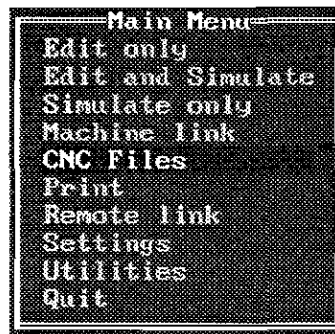 Main Menu
Edit only
Edit and Simulate
Simulate only
Machine link
CNC Files
Print
Remote link
Settings
Utilities
Quit